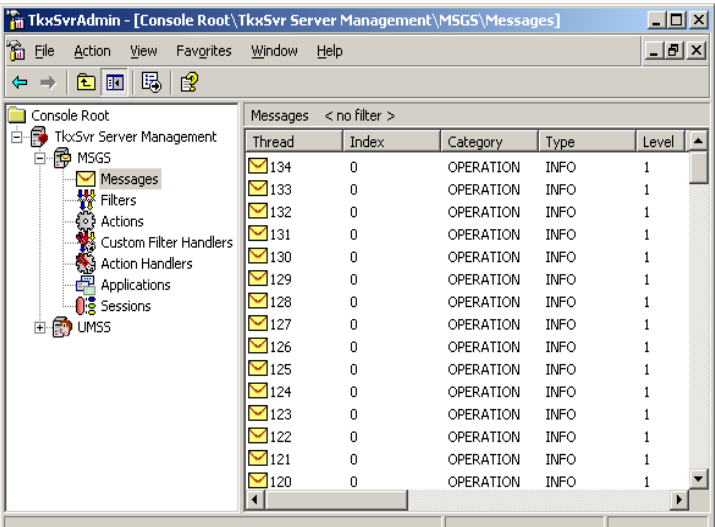 TkxSvrAdmin - [Console Root\TkxSvr Server Management\MSGS\Messages]
File Action View Favorites Window Help
Console Root
TkxSvr Server Management
MSGS
Messages
Filters
Actions
Custom Filter Handlers
Action Handlers
Applications
Sessions
UMSS
Messages < no filter >
Thread Index Category Type Level
134 0 OPERATION INFO 1
133 0 OPERATION INFO 1
132 0 OPERATION INFO 1
131 0 OPERATION INFO 1
130 0 OPERATION INFO 1
129 0 OPERATION INFO 1
128 0 OPERATION INFO 1
127 0 OPERATION INFO 1
126 0 OPERATION INFO 1
125 0 OPERATION INFO 1
124 0 OPERATION INFO 1
123 0 OPERATION INFO 1
122 0 OPERATION INFO 1
121 0 OPERATION INFO 1
120 0 OPERATION INFO 1